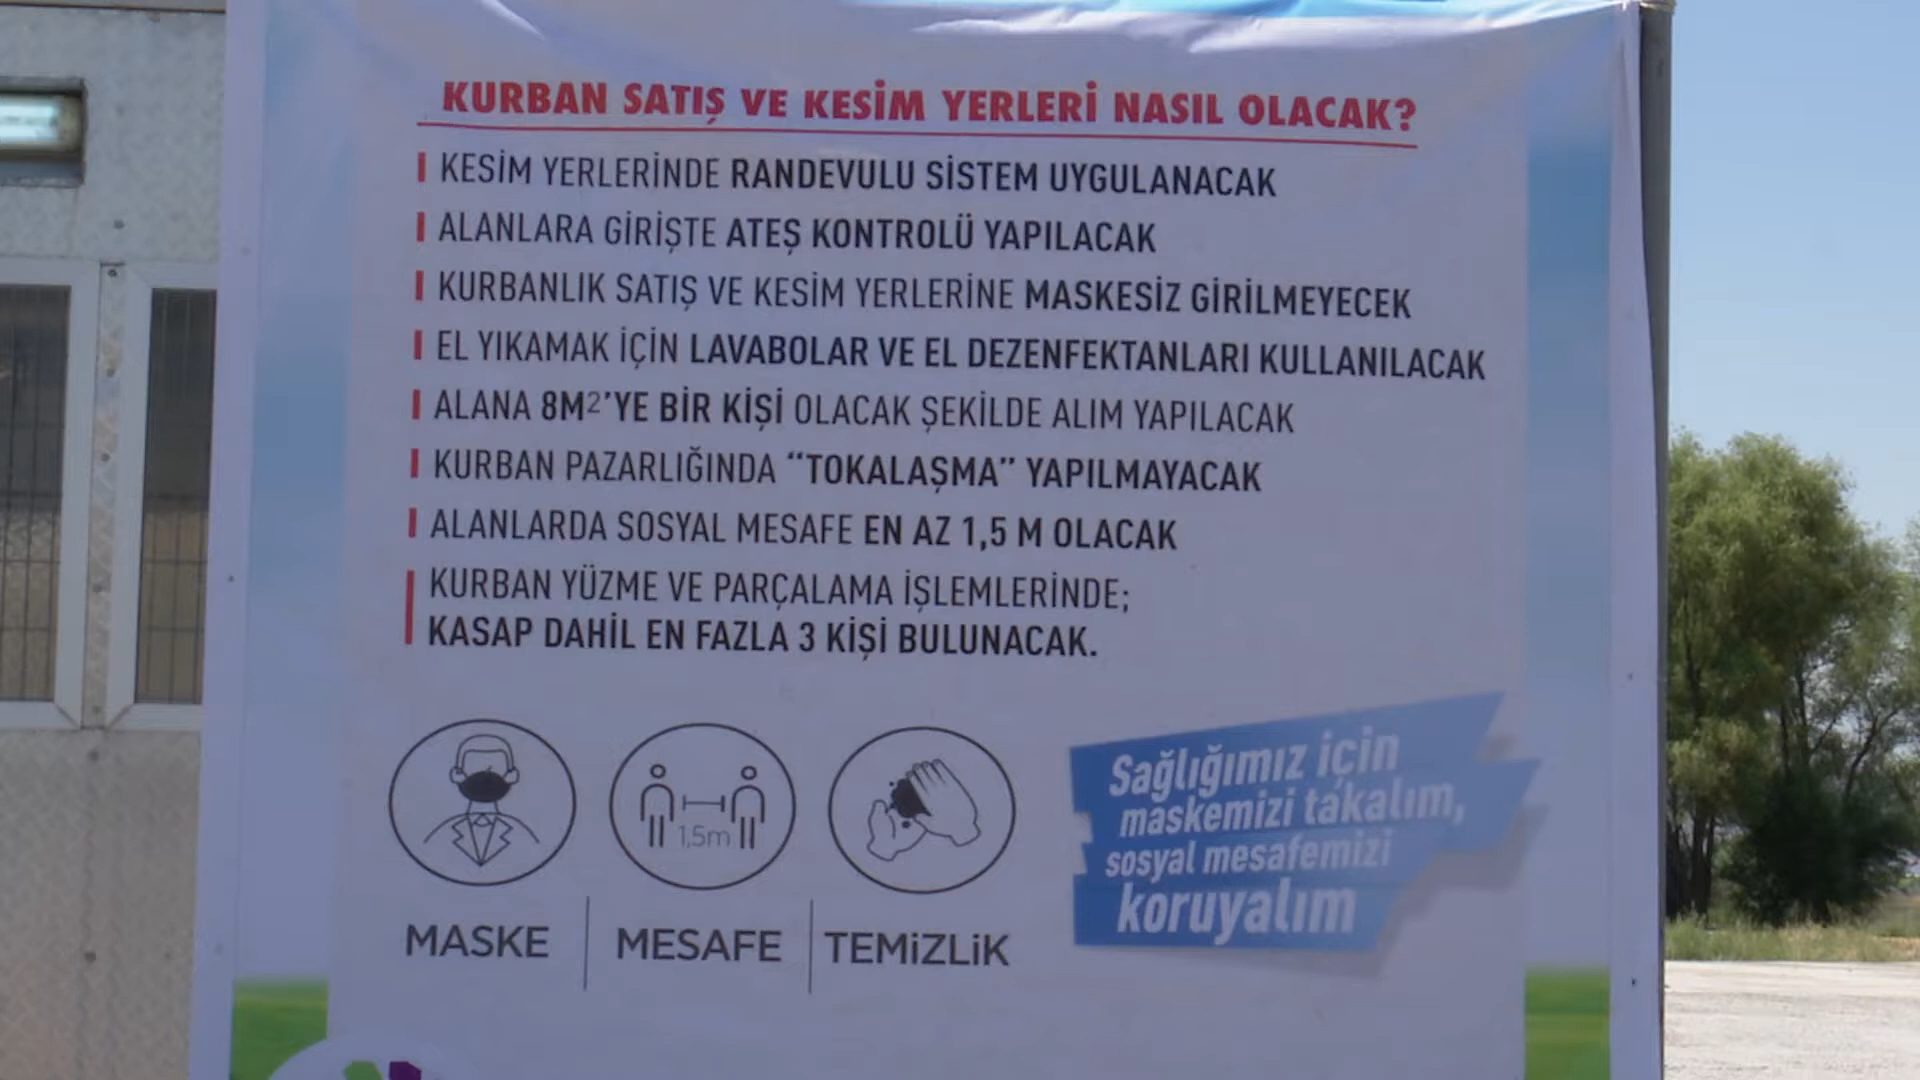 KURBAN SATIŞ VE KESİM YERLERİ NASIL OLACAK?
KESİM YERLERİNDE RANDEVULU SİSTEM UYGULANACAK
ALANLARA GİRİŞTE ATEŞ KONTROLÜ YAPILACAK
KURBANLIK SATIŞ VE KESİM YERLERİNE MASKESİZ GİRİLMEYECEK
EL YIKAMAK İÇİN LAVABOLAR VE EL DEZENFEKTANLARI KULLANILACAK
ALANA 8M²'YE BİR KİŞİ OLACAK ŞEKİLDE ALIM YAPILACAK
KURBAN PAZARLIĞINDA “TOKALAŞMA” YAPILMAYACAK
ALANLARDA SOSYAL MESAFE EN AZ 1,5 M OLACAK
KURBAN YÜZME VE PARÇALAMA İŞLEMLERİNDE;
KASAP DAHİL EN FAZLA 3 KİŞİ BULUNACAK.
1,5m
MASKE
MESAFE
TEMİZLİK
Sağlığımız için
maskemizi takalım,
sosyal mesafemizi
koruyalım